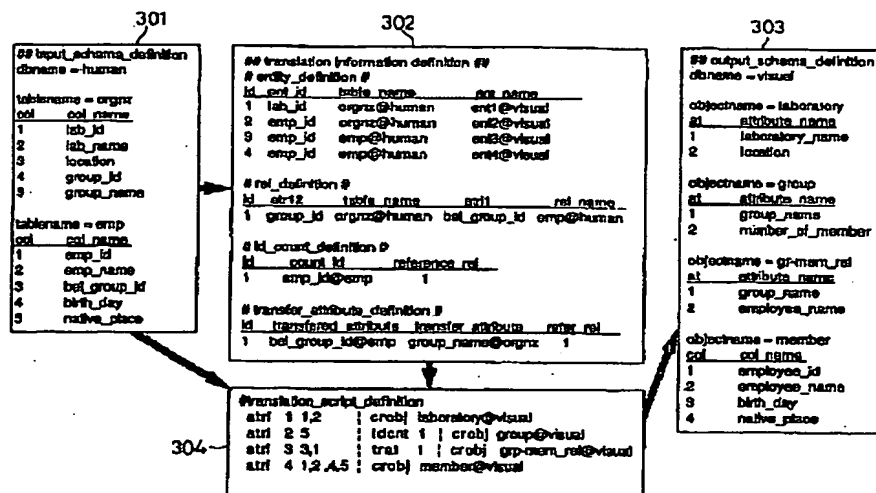 301
## input_schema_definition
dbname=human
tablename = orgnz
col col_name
1 lab_id
2 lab_name
3 location
4 group_id
5 group_name
tablename = emp
col col_name
1 emp_id
2 emp_name
3 bel_group_id
4 birth_day
5 native_place
302
## translation information definition ##
# entity_definition #
id ent_id table_name ent_name
1 lab_id orgnz@human ent1@visual
2 emp_id orgnz@human ent2@visual
3 emp_id emp@human ent3@visual
4 emp_id emp@human ent4@visual
# rel_definition #
id atr12 table_name atri1 rel_name
1 group_id orgnz@human bel_group_id emp@human
# id_count_definition #
id count_id reference_rel
1 emp_id@emp 1
# transfer_attribute_definition #
id transfered_attribute transfer_attribute refer_rel
1 bel_group_id@emp group_name@orgnz 1
303
## output_schema_definition
dbname = visual
objectname = laboratory
at attribute_name
1 laboratory_name
2 location
objectname = group
at attribute_name
1 group_name
2 number_of_member
objectname = gr-mem_rel
at attribute_name
1 group_name
2 employee_name
objectname = member
col col_name
1 employee_id
2 employee_name
3 birth_day
4 native_place
304
#translation_script_definition
atri 1 1,2 | crobj laboratory@visual
atri 2 5 | idcnt 1 | crobj group@visual
atri 3 3,1 | trat 1 | crobj grp-mem_rel@visual
atri 4 1,2,4,5 | crobj member@visual